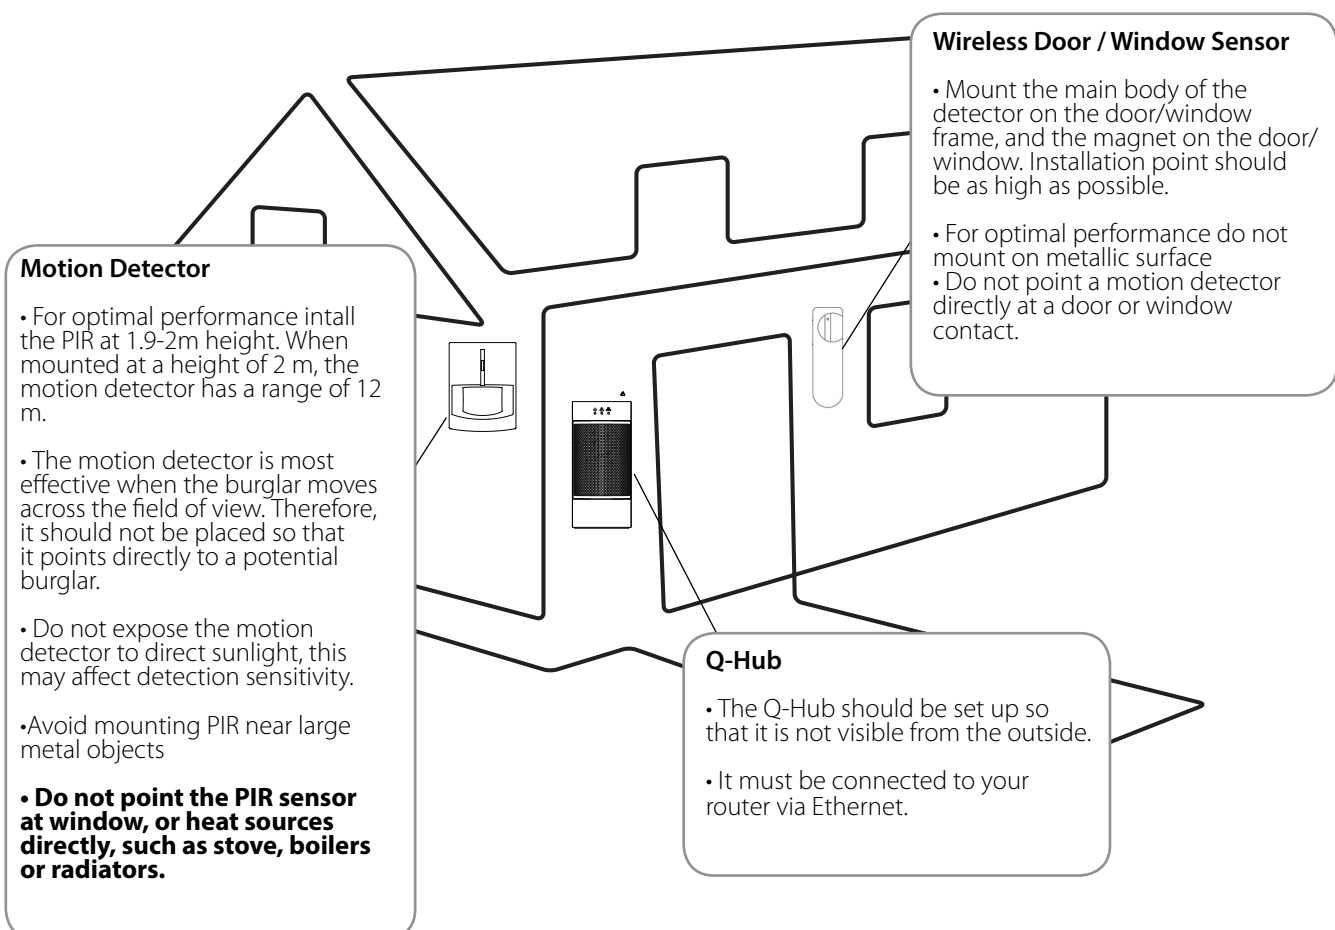 Wireless Door / Window Sensor
• Mount the main body of the
detector on the door/window
frame, and the magnet on the door/
window. Installation point should
be as high as possible.
• For optimal performance do not
mount on metallic surface
• Do not point a motion detector
directly at a door or window
contact.
Motion Detector
• For optimal performance intall
the PIR at 1.9-2m height. When
mounted at a height of 2 m, the
motion detector has a range of 12
m.
• The motion detector is most
effective when the burglar moves
across the field of view. Therefore,
it should not be placed so that
it points directly to a potential
burglar.
• Do not expose the motion
detector to direct sunlight, this
may affect detection sensitivity.
•Avoid mounting PIR near large
metal objects
• Do not point the PIR sensor
at window, or heat sources
directly, such as stove, boilers
or radiators.
Q-Hub
• The Q-Hub should be set up so
that it is not visible from the outside.
• It must be connected to your
router via Ethernet.